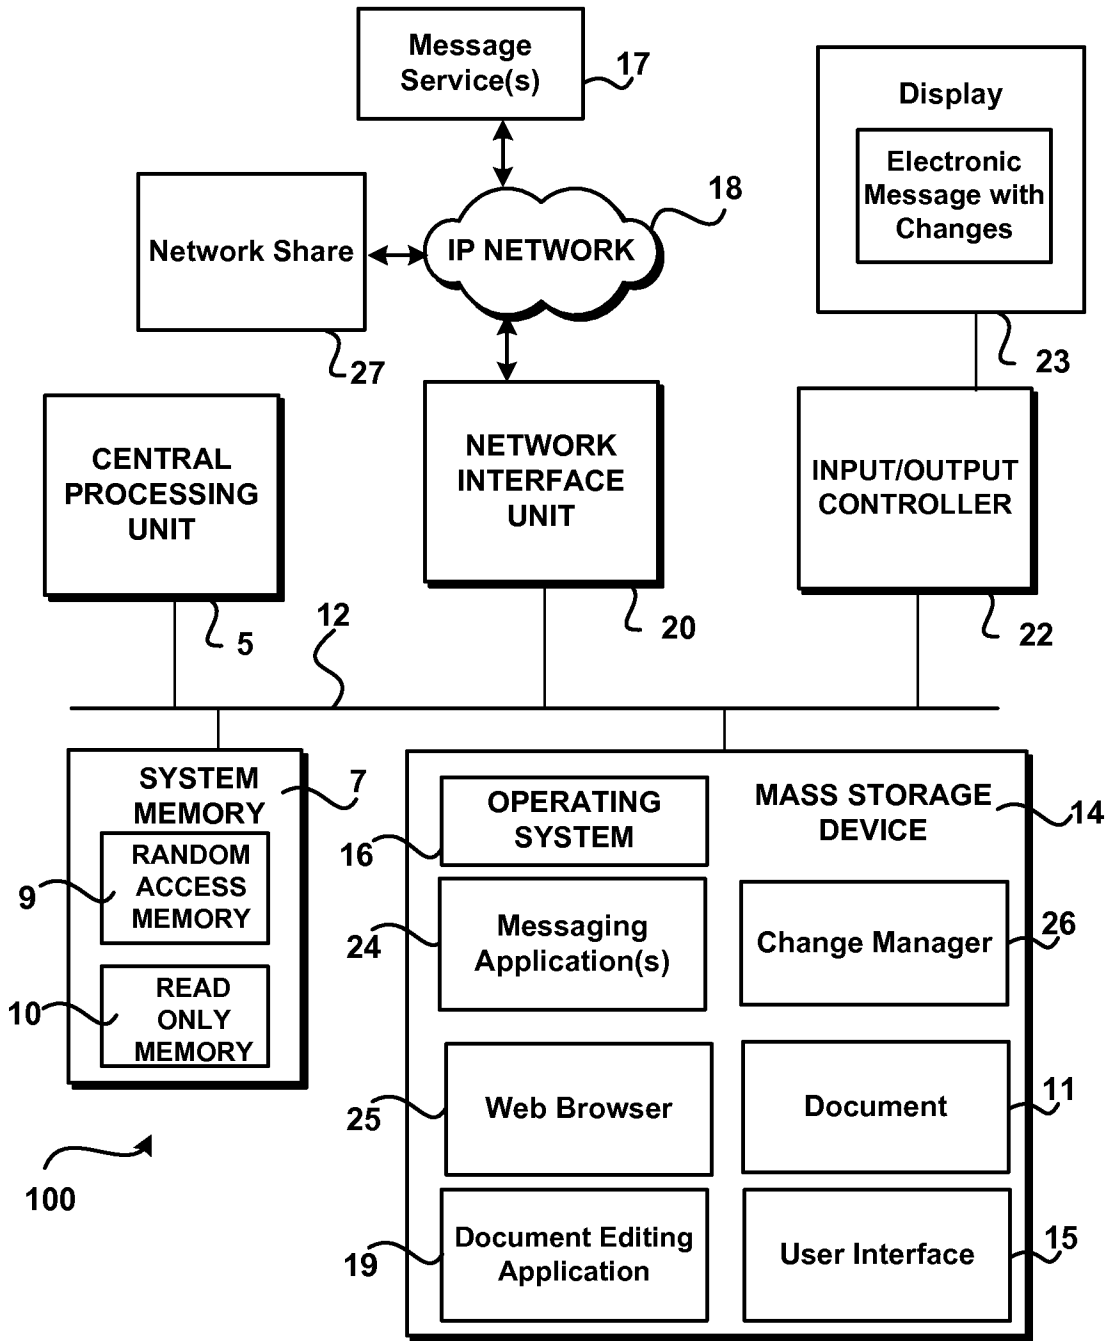 Message
Service(s)
17
Display
Electronic
Message with
Changes
18
Network Share
IP NETWORK
27
23
CENTRAL
PROCESSING
UNIT
NETWORK
INTERFACE
UNIT
INPUT/OUTPUT
CONTROLLER
5
20
22
12
SYSTEM
MEMORY
7
RANDOM
ACCESS
MEMORY
9
READ
ONLY
MEMORY
10
100
OPERATING
SYSTEM
16
MASS STORAGE
DEVICE
14
Messaging
Application(s)
24
Change Manager
26
Web Browser
25
Document
11
Document Editing
Application
19
User Interface
15